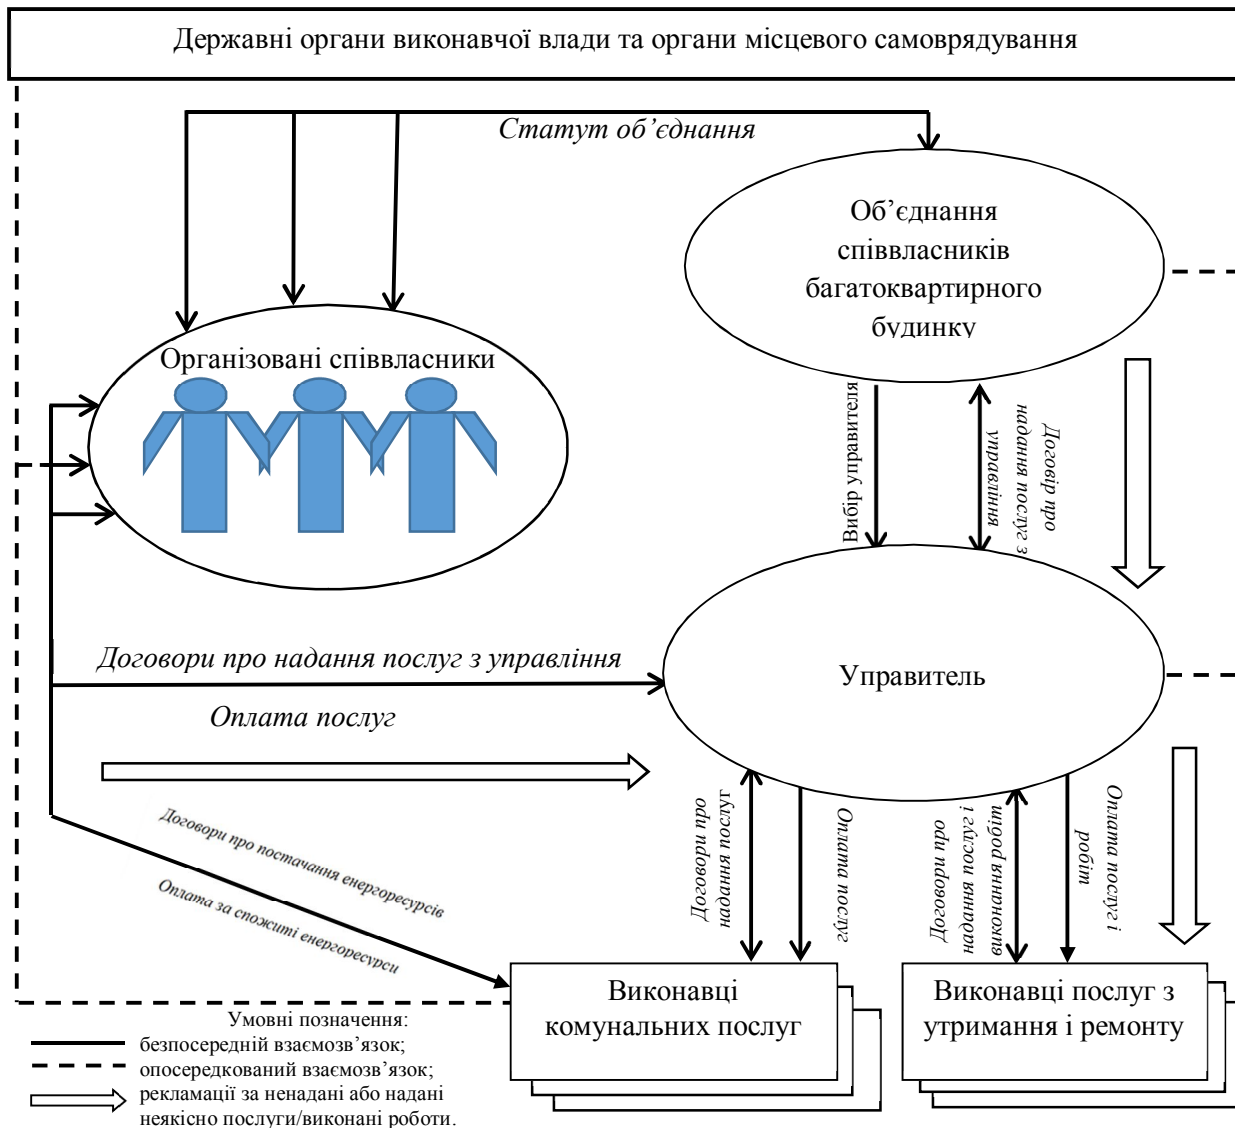 Державні органи виконавчої влади та органи місцевого самоврядування
Статут об’єднання
Об’єднання
співвласників
багатоквартирного
будинку
Організовані співвласники
Вибір управителя
Договір про
надання послуг з
управління
Договори про надання послуг з управління
Оплата послуг
Управитель
Договори про постачання енергоресурсів
Оплата за спожиті енергоресурси
Договори про
надання послуг
Оплата послуг
Договори про
надання послуг і
виконання робіт
Оплата послуг і
робіт
Виконавці
комунальних послуг
Виконавці послуг з
утримання і ремонту
Умовні позначення:
безпосередній взаємозв’язок;
опосередкований взаємозв’язок;
рекламації за ненадані або надані
неякісно послуги/виконані роботи.